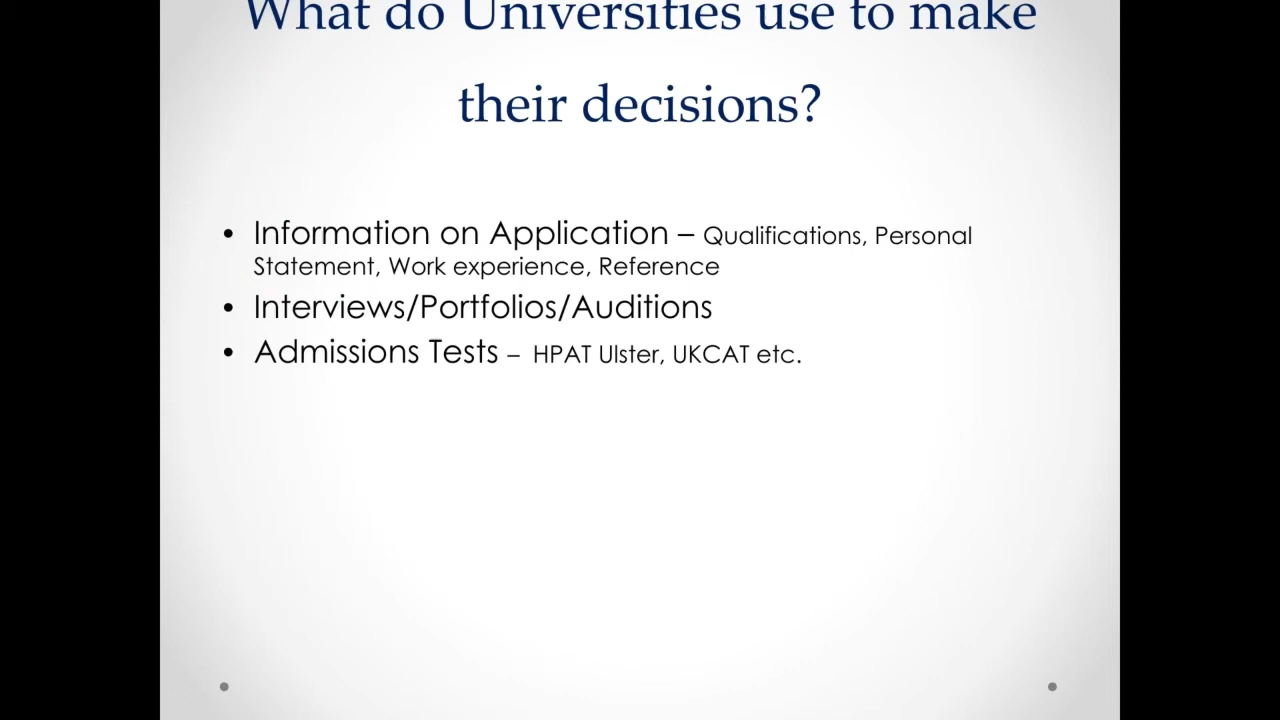 What do Universities use to make
their decisions?
• Information on Application – Qualifications, Personal
Statement, Work experience, Reference
• Interviews/Portfolios/Auditions
• Admissions Tests – HPAT Ulster, UKCAT etc.